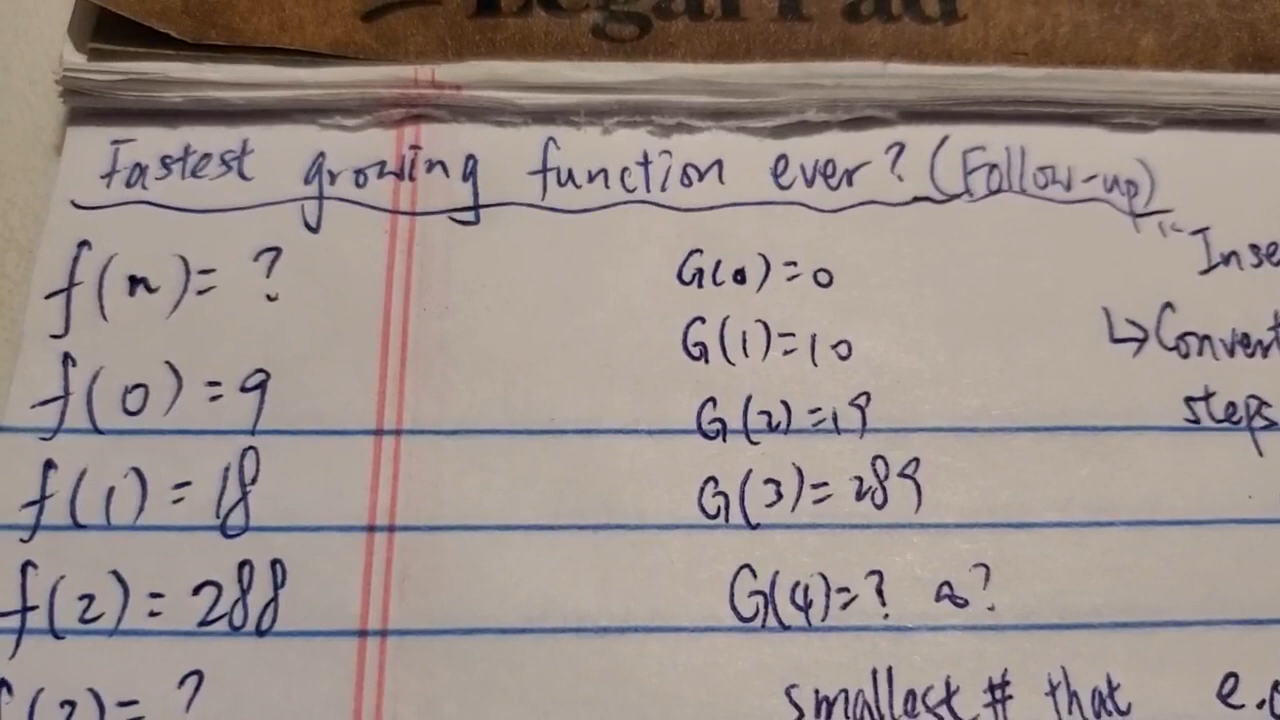 Legal Pad
Fastest growing function ever? (Follow-up)
f(n) = ?
f(0) = 9
f(1) = 18
f(2) = 288
f(3) = ?
G(0) = 0
G(1) = 10
G(2) = 19
G(3) = 289
G(4) = ? ∞?
smallest # that
"Inse
↳ Convert
steps
e.g